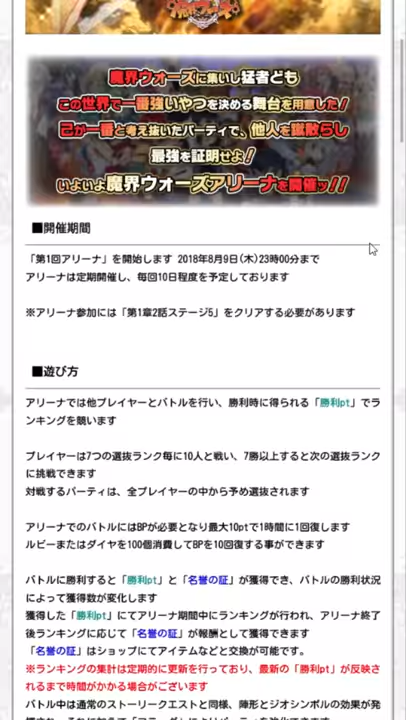 魔界ウォーズに集いし猛者ども
この世界で一番強いやつを決める舞台を用意した!
己が一番と考え抜いたパーティで、他人を蹴散らし
最強を証明せよ!
いよいよ魔界ウォーズアリーナを開催ッ!!
■開催期間
「第1回アリーナ」を開始します 2018年8月9日(木)23時00分まで
アリーナは定期開催し、毎回10日程度を予定しております
※アリーナ参加には「第1章2話ステージ5」をクリアする必要があります
■遊び方
アリーナでは他プレイヤーとバトルを行い、勝利時に得られる「勝利pt」でラ
ンキングを競います
プレイヤーは7つの選抜ランク毎に10人と戦い、7勝以上すると次の選抜ランク
に挑戦できます
対戦するパーティは、全プレイヤーの中から予め選抜されます
アリーナでのバトルにはBPが必要となり最大10ptで1時間に1回復します
ルビーまたはダイヤを100個消費してBPを10回復する事ができます
バトルに勝利すると「勝利pt」と「名誉の証」が獲得でき、バトルの勝利状況
によって獲得数が変化します
獲得した「勝利pt」にてアリーナ期間中にランキングが行われ、アリーナ終了
後ランキングに応じて「名誉の証」が報酬として獲得できます
「名誉の証」はショップにてアイテムなどと交換が可能です。
※ランキングの集計は定期的に更新を行っており、最新の「勝利pt」が反映さ
れるまで時間がかかる場合がございます
バトル中は通常のストーリークエストと同様、陣形とジオシンボルの効果が発